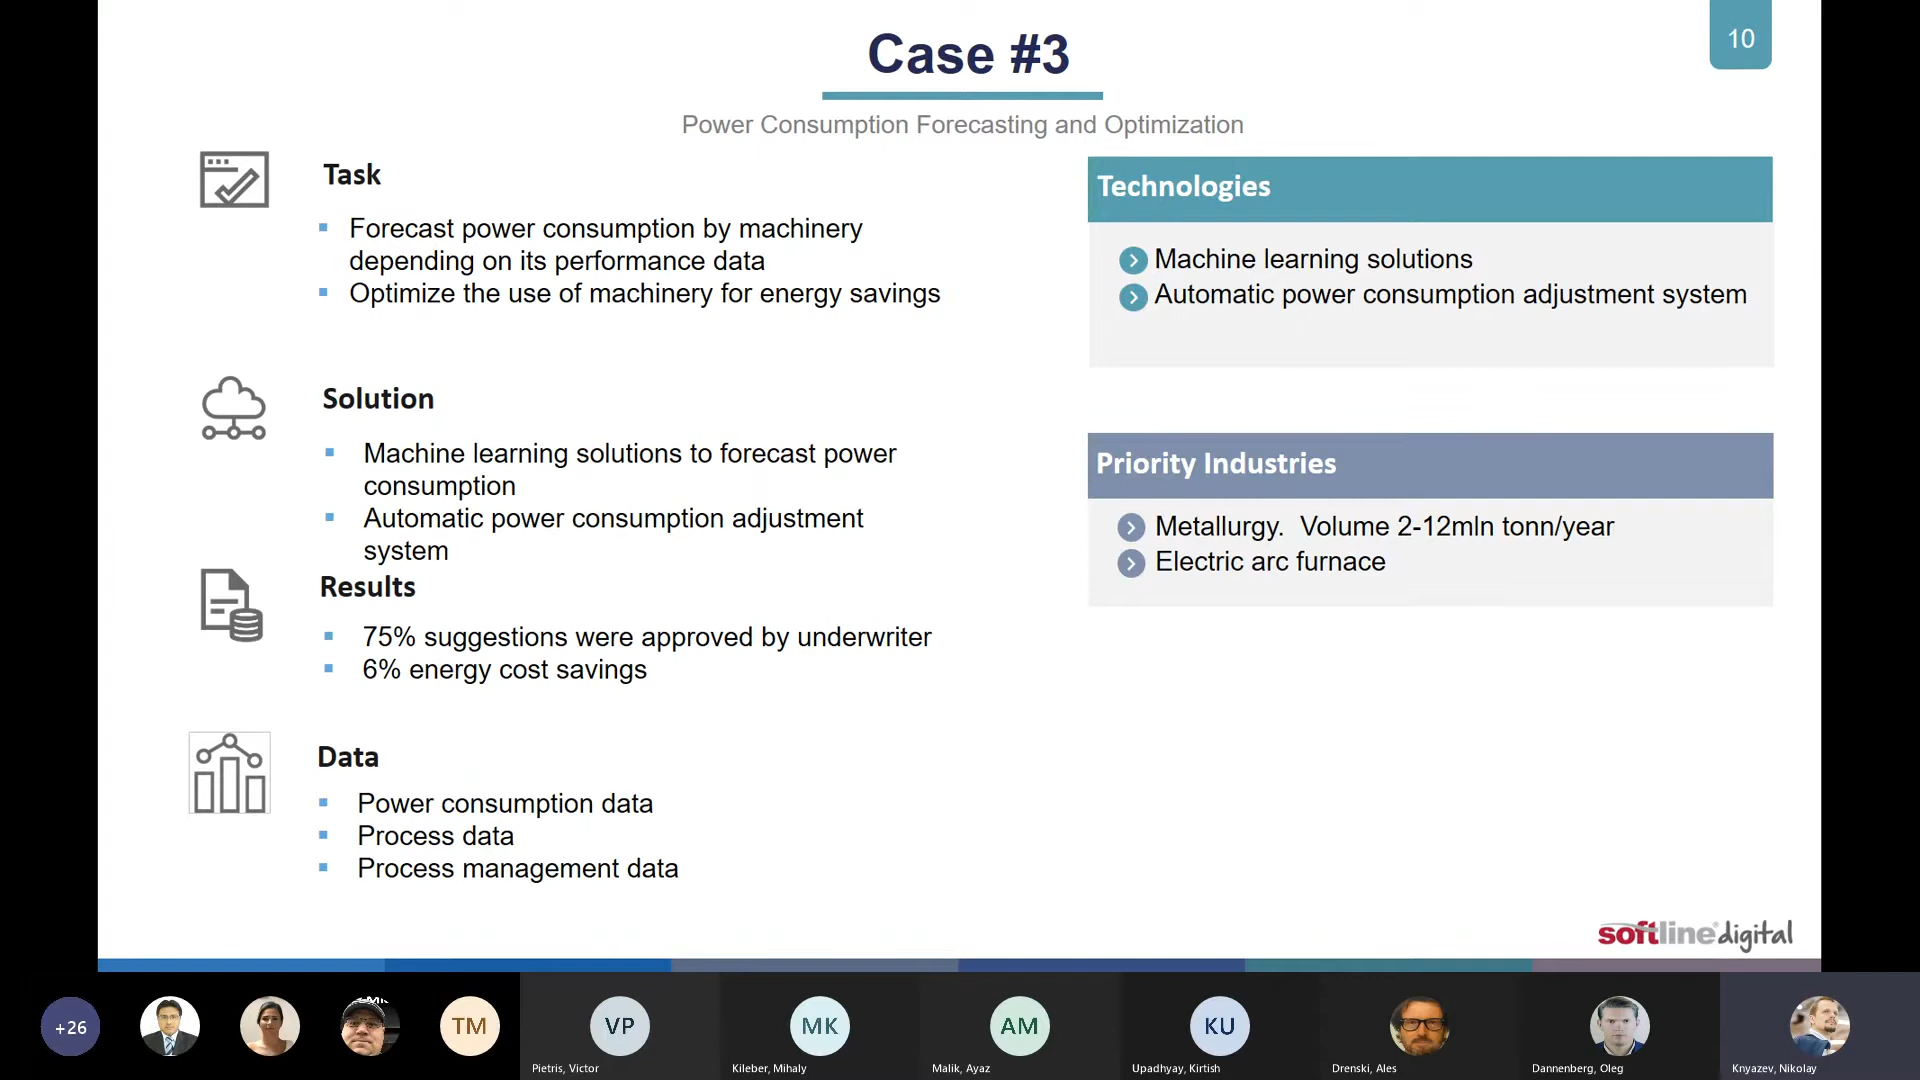 Case #3
10
Power Consumption Forecasting and Optimization
Task
Forecast power consumption by machinery
depending on its performance data
Optimize the use of machinery for energy savings
Technologies
Machine learning solutions
Automatic power consumption adjustment system
Solution
Machine learning solutions to forecast power
consumption
Automatic power consumption adjustment
system
Priority Industries
Metallurgy.  Volume 2-12mln tonn/year
Electric arc furnace
Results
75% suggestions were approved by underwriter
6% energy cost savings
Data
Power consumption data
Process data
Process management data
softline® digital
+26
TM
VP
MK
AM
KU
Pietris, Victor
Kileber, Mihaly
Malik, Ayaz
Upadhyay, Kirtish
Drenski, Ales
Dannenberg, Oleg
Knyazev, Nikolay